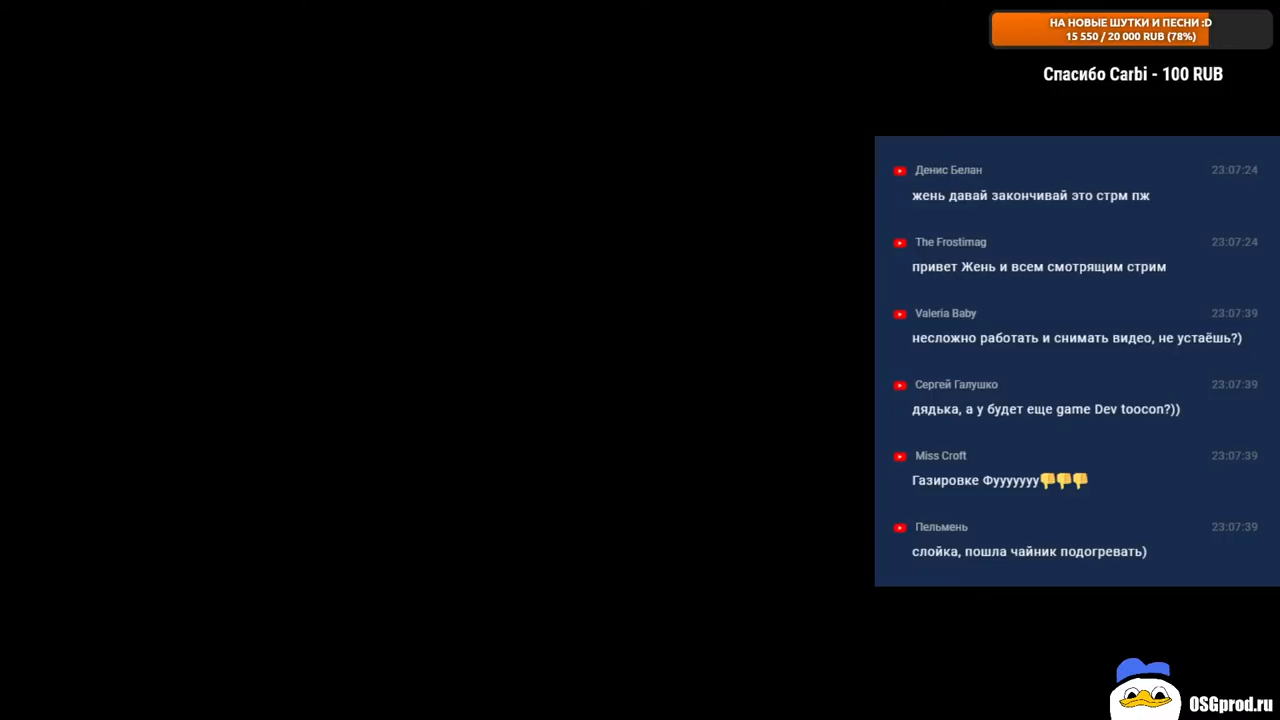 НА НОВЫЕ ШУТКИ И ПЕСНИ :D
15 550 / 20 000 RUB (78%)
Спасибо Carbi - 100 RUB
Денис Белан 23:07:24
жень давай закончивай это стрм пж
The Frostimag 23:07:24
привет Жень и всем смотрящим стрим
Valeria Baby 23:07:39
несложно работать и снимать видео, не устаёшь?)
Сергей Галушко 23:07:39
дядька, а у будет еще game Dev toocon?))
Miss Croft 23:07:39
Газировке Фууууууу👎👎👎
Пельмень 23:07:39
слойка, пошла чайник подогревать)
OSGprod.ru